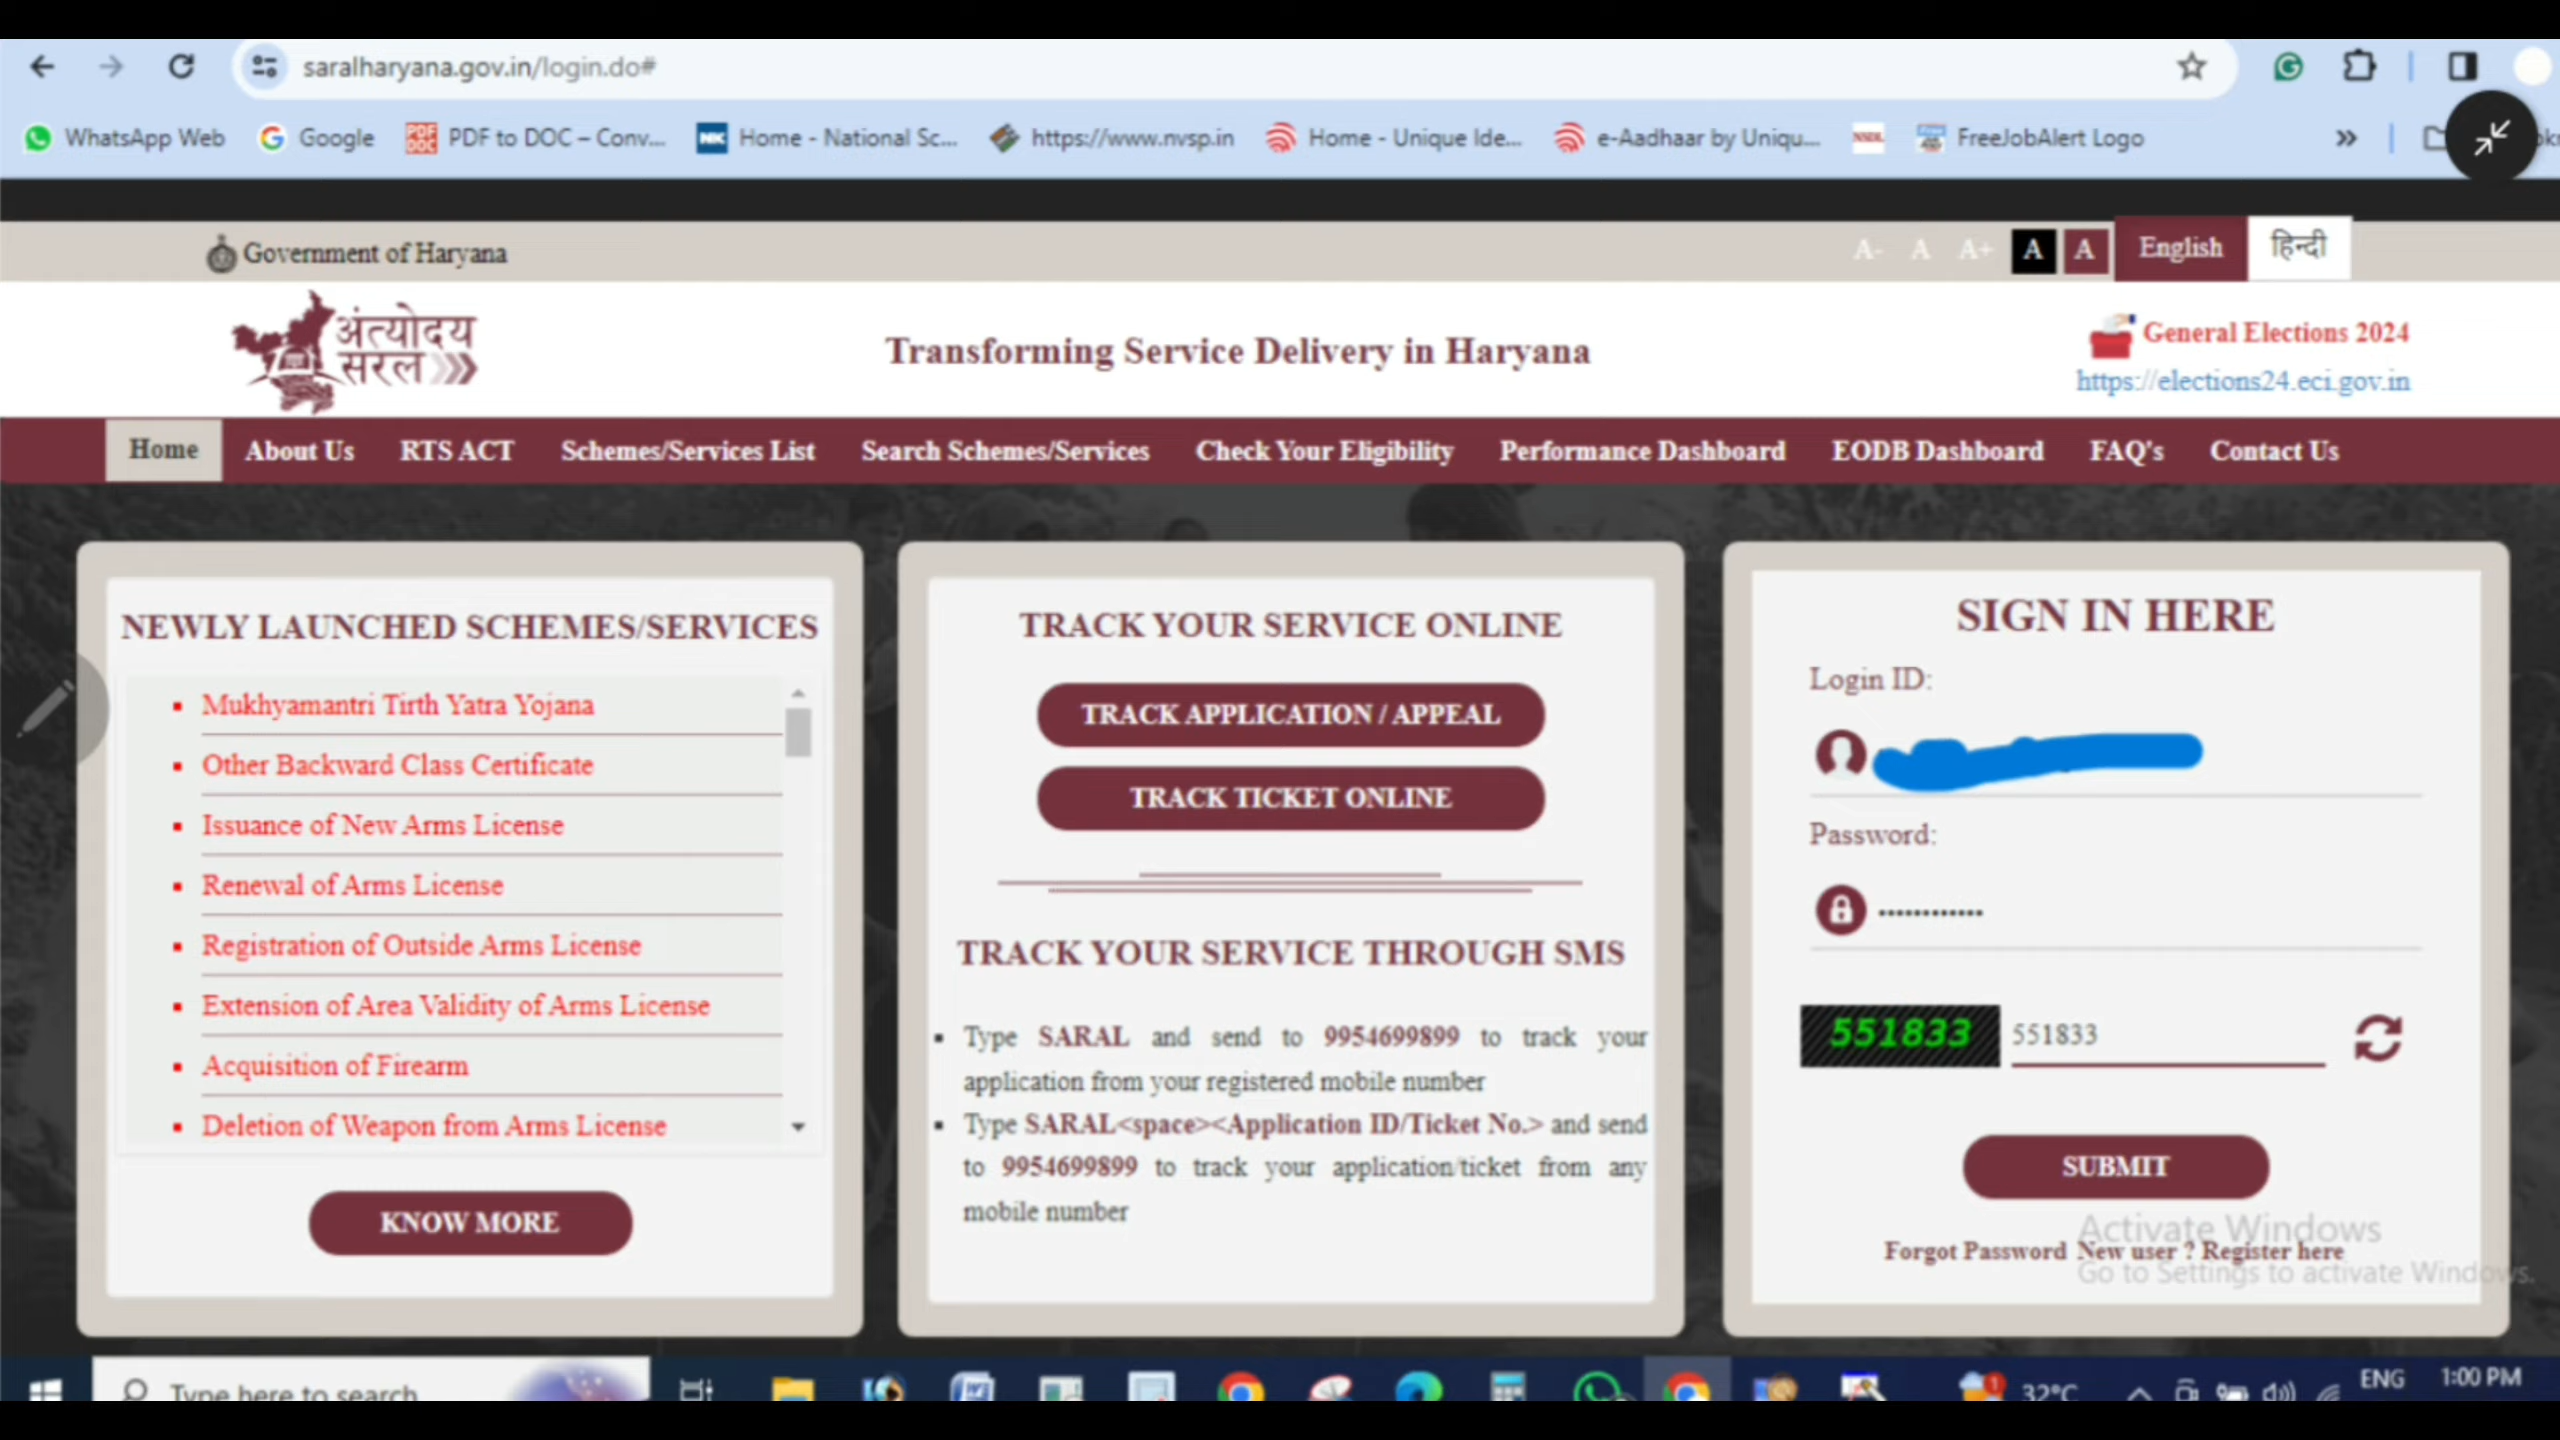 saralharyana.gov.in/login.do#
WhatsApp Web
Google
PDF to DOC – Conv...
Home - National Sc...
https://www.nvsp.in
Home - Unique Ide...
e-Aadhaar by Uniqu...
NSDL
FreeJobAlert Logo
Government of Haryana
A- A A+ A A English हिन्दी
अंत्योदय
सरल
Transforming Service Delivery in Haryana
General Elections 2024
https://elections24.eci.gov.in
Home About Us RTS ACT Schemes/Services List Search Schemes/Services Check Your Eligibility Performance Dashboard EODB Dashboard FAQ's Contact Us
NEWLY LAUNCHED SCHEMES/SERVICES
Mukhyamantri Tirth Yatra Yojana
Other Backward Class Certificate
Issuance of New Arms License
Renewal of Arms License
Registration of Outside Arms License
Extension of Area Validity of Arms License
Acquisition of Firearm
Deletion of Weapon from Arms License
KNOW MORE
TRACK YOUR SERVICE ONLINE
TRACK APPLICATION / APPEAL
TRACK TICKET ONLINE
TRACK YOUR SERVICE THROUGH SMS
Type SARAL and send to 9954699899 to track your
application from your registered mobile number
Type SARAL<space><Application ID/Ticket No.> and send
to 9954699899 to track your application/ticket from any
mobile number
SIGN IN HERE
Login ID:
Password:
551833 551833
SUBMIT
Forgot Password New user ? Register here
Activate Windows
Go to Settings to activate Windows.
Type here to search
32°C
ENG
1:00 PM